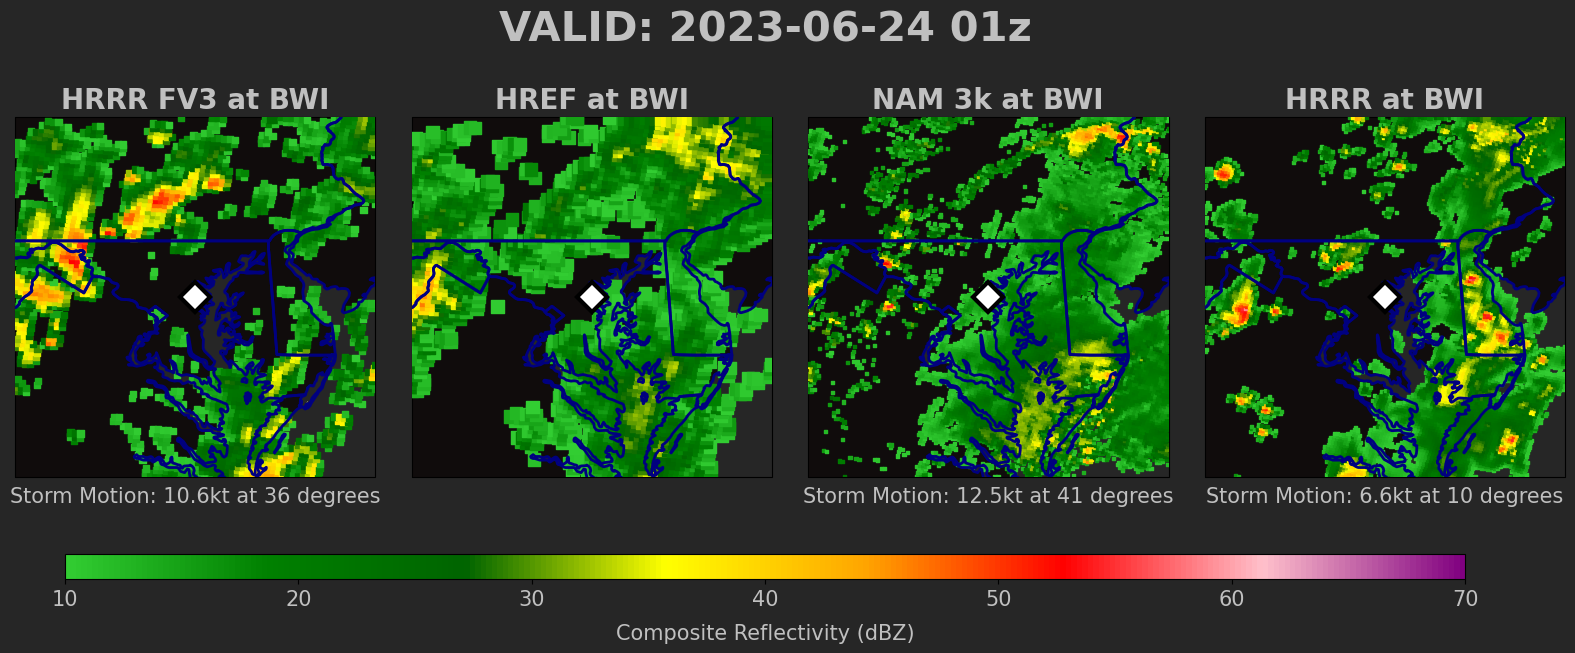 VALID: 2023-06-24 01z
HRRR FV3 at BWI
HREF at BWI
NAM 3k at BWI
HRRR at BWI
Storm Motion: 10.6kt at 36 degrees
Storm Motion: 12.5kt at 41 degrees
Storm Motion: 6.6kt at 10 degrees
10 20 30 40 50 60 70
Composite Reflectivity (dBZ)